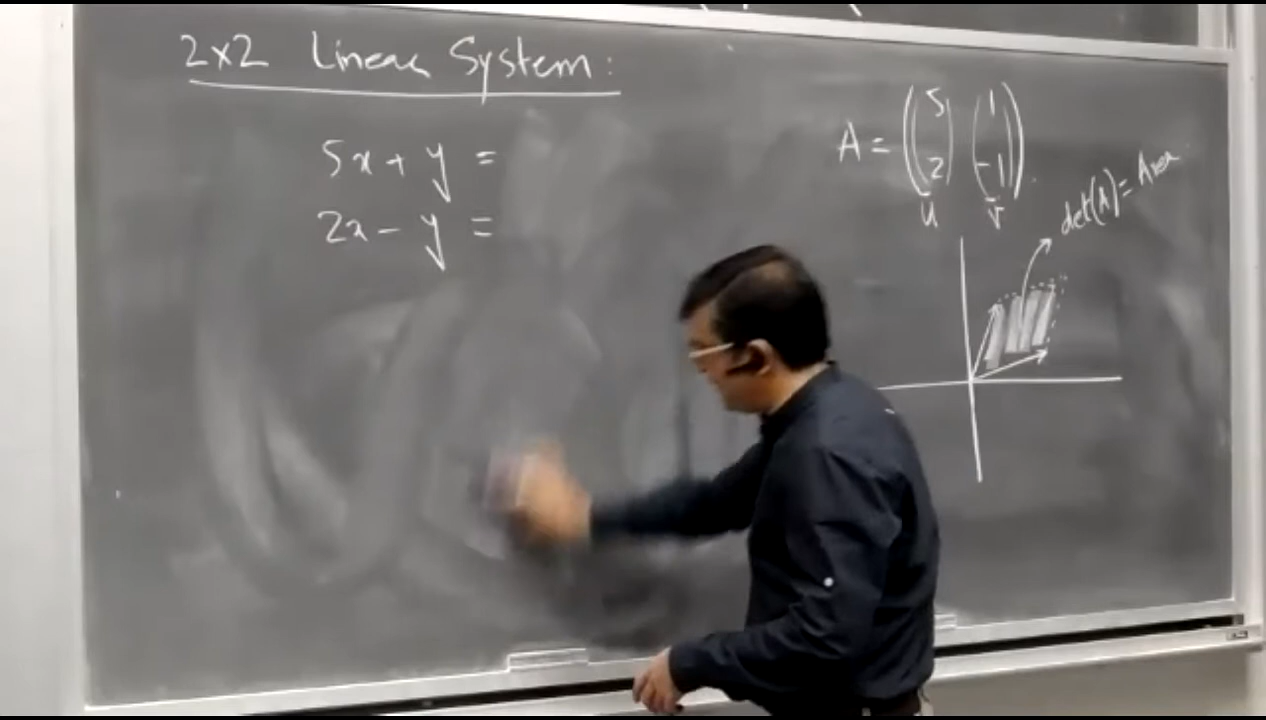 2x2 Linear System:
5x + y =
2x - y =
A = ((5 2) (1 -1)).
u v
det(A) = Area.